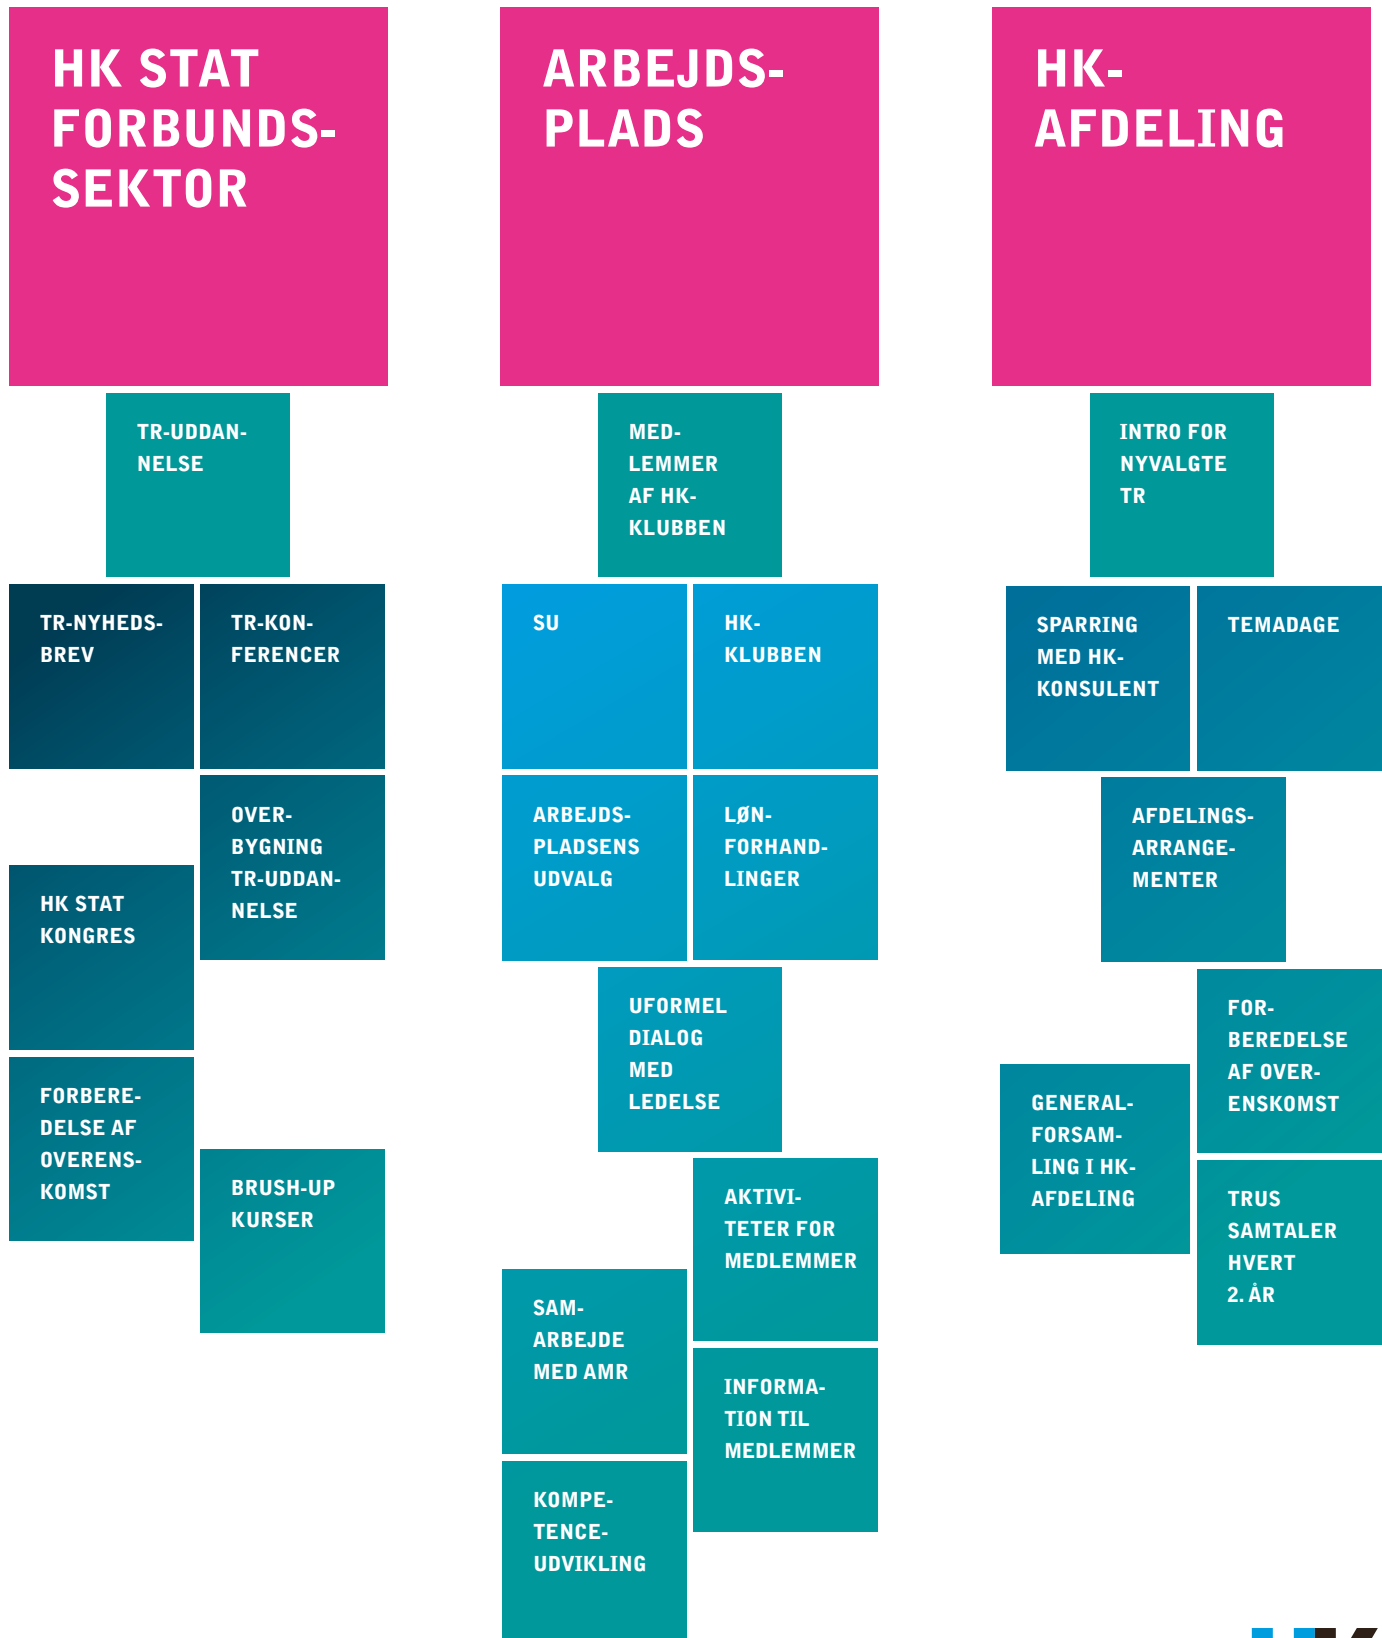 HK STAT
FORBUNDS-
SEKTOR
TR-UDDAN-
NELSE
TR-NYHEDS-
BREV
TR-KON-
FERENCER
OVER-
BYGNING
TR-UDDAN-
NELSE
HK STAT
KONGRES
FORBERE-
DELSE AF
OVERENS-
KOMST
BRUSH-UP
KURSER
ARBEJDS-
PLADS
MED-
LEMMER
AF HK-
KLUBBEN
SU
HK-
KLUBBEN
ARBEJDS-
PLADSENS
UDVALG
LØN-
FORHAND-
LINGER
UFORMEL
DIALOG
MED
LEDELSE
AKTIVI-
TETER FOR
MEDLEMMER
SAM-
ARBEJDE
MED AMR
INFORMA-
TION TIL
MEDLEMMER
KOMPE-
TENCE-
UDVIKLING
HK-
AFDELING
INTRO FOR
NYVALGTE
TR
SPARRING
MED HK-
KONSULENT
TEMADAGE
AFDELINGS-
ARRANGE-
MENTER
FOR-
BEREDELSE
AF OVER-
ENSKOMST
GENERAL-
FORSAM-
LING I HK-
AFDELING
TRUS
SAMTALER
HVERT
2. ÅR